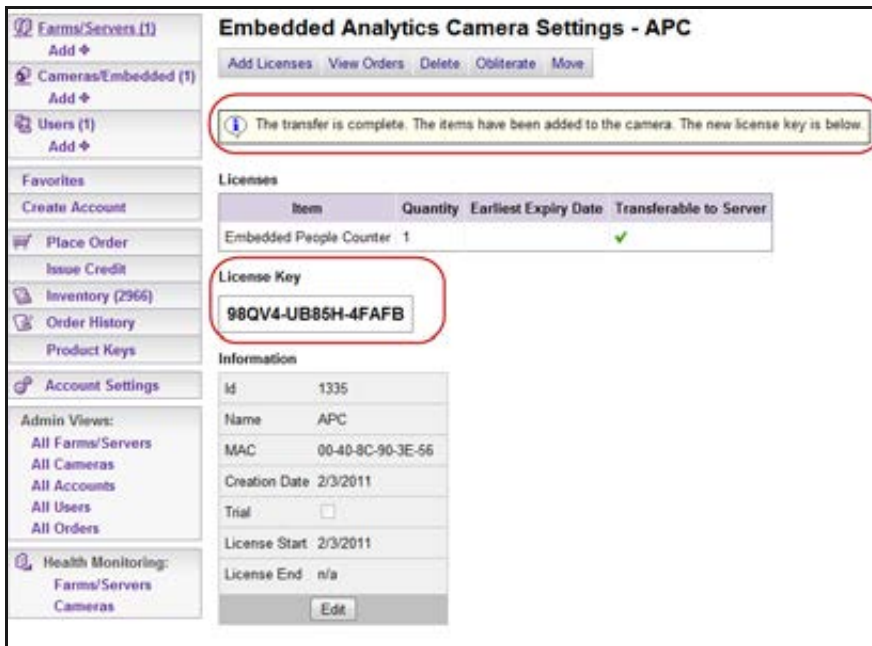 Farms/Servers (1)
Add
Cameras/Embedded (1)
Add
Users (1)
Add
Favorites
Create Account
Place Order
Issue Credit
Inventory (2966)
Order History
Product Keys
Account Settings
Admin Views:
All Farms/Servers
All Cameras
All Accounts
All Users
All Orders
Health Monitoring:
Farms/Servers
Cameras
Embedded Analytics Camera Settings - APC
Add Licenses View Orders Delete Obliterate Move
The transfer is complete. The items have been added to the camera. The new license key is below.
Licenses
Item Quantity Earliest Expiry Date Transferable to Server
Embedded People Counter 1
License Key
98QV4-UB85H-4FAFB
Information
Id 1335
Name APC
MAC 00-40-8C-90-3E-56
Creation Date 2/3/2011
Trial
License Start 2/3/2011
License End n/a
Edit